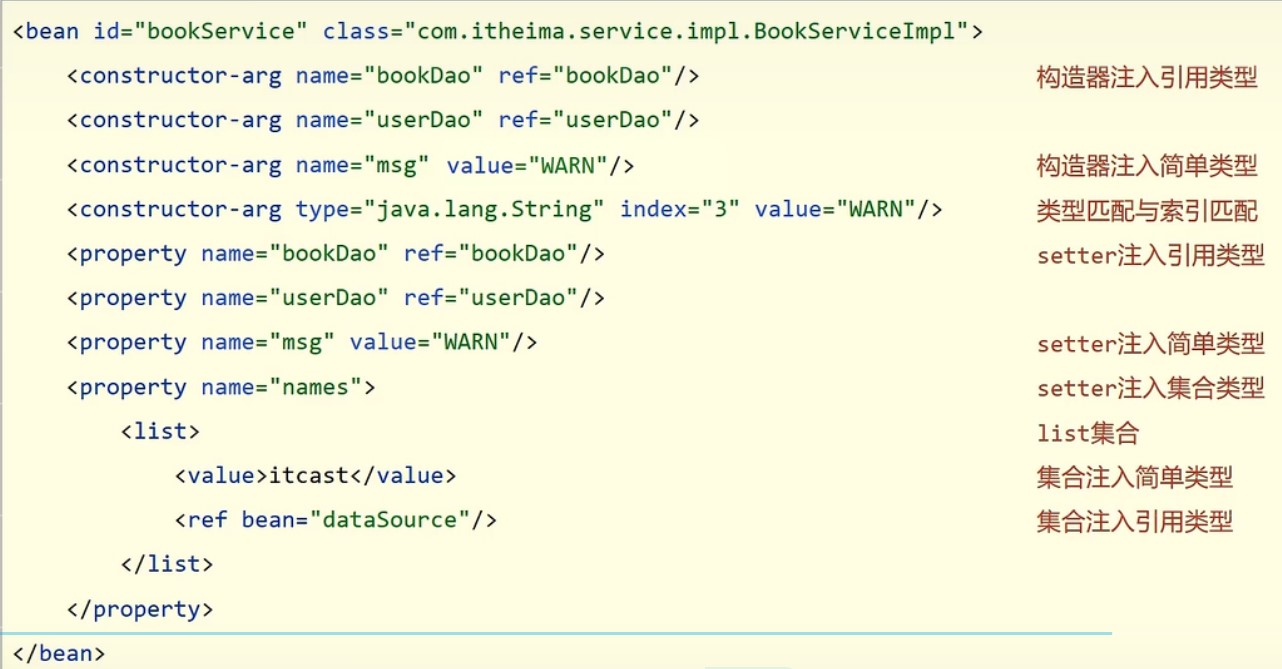 <bean id="bookService" class="com.itheima.service.impl.BookServiceImpl">
<constructor-arg name="bookDao" ref="bookDao"/> 构造器注入引用类型
<constructor-arg name="userDao" ref="userDao"/>
<constructor-arg name="msg" value="WARN"/> 构造器注入简单类型
<constructor-arg type="java.lang.String" index="3" value="WARN"/> 类型匹配与索引匹配
<property name="bookDao" ref="bookDao"/> setter注入引用类型
<property name="userDao" ref="userDao"/>
<property name="msg" value="WARN"/> setter注入简单类型
<property name="names"> setter注入集合类型
<list> list集合
<value>itcast</value> 集合注入简单类型
<ref bean="dataSource"/> 集合注入引用类型
</list>
</property>
</bean>